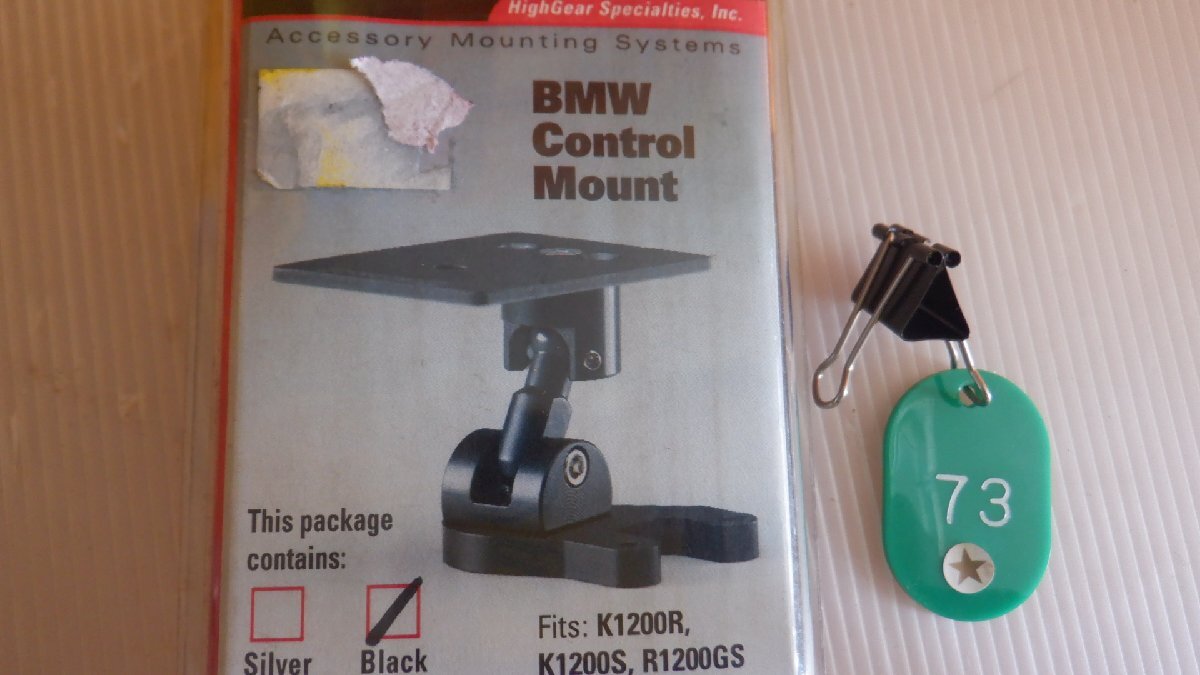 HighGear Specialties, Inc.
Accessory Mounting Systems
BMW
Control
Mount
This package
contains:
Silver
Black
Fits: K1200R,
K1200S, R1200GS
73